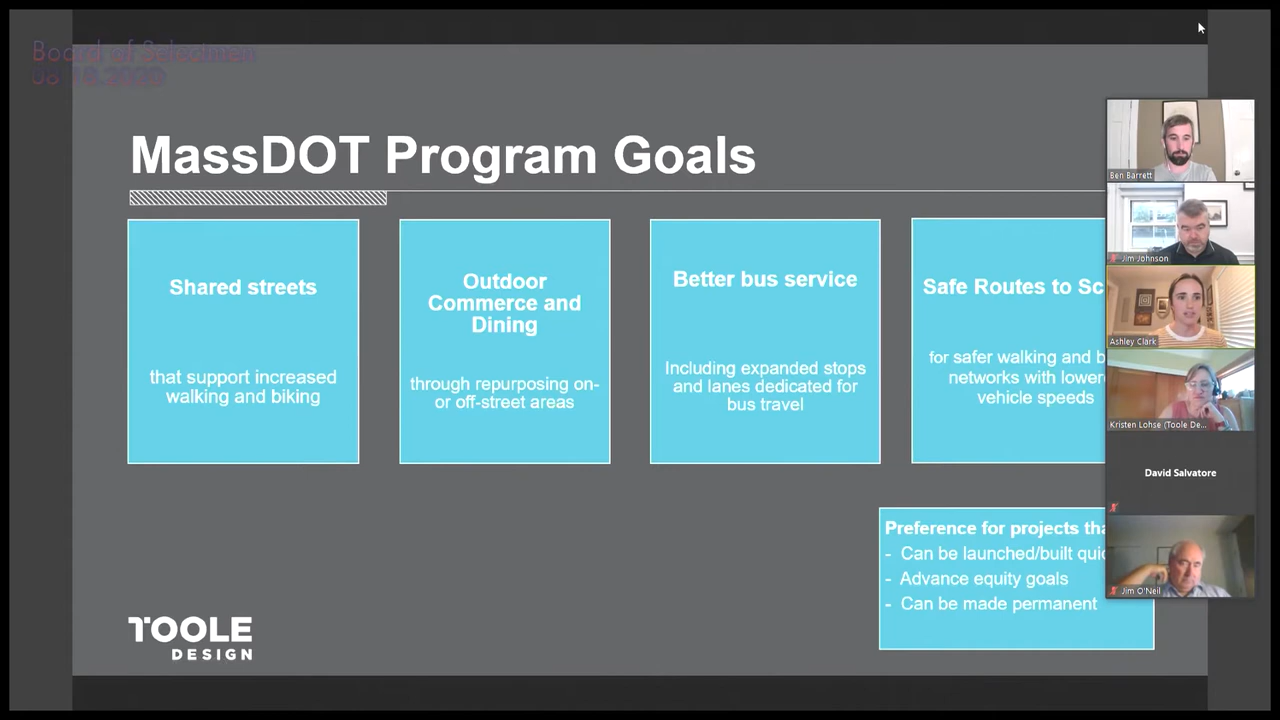 Board of Selectmen
MassDOT Program Goals
Shared streets
that support increased
walking and biking
Outdoor
Commerce and
Dining
through repurposing on-
or off-street areas
Better bus service
Including expanded stops
and lanes dedicated for
bus travel
Safe Routes to Sc
for safer walking and b
networks with lower
vehicle speeds
Preference for projects tha
- Can be launched/built quic
- Advance equity goals
- Can be made permanent
TOOLE
DESIGN
Ben Barrett
Jim Johnson
Ashley Clark
Kristen Lohse (Toole De...
David Salvatore
Jim O'Neil